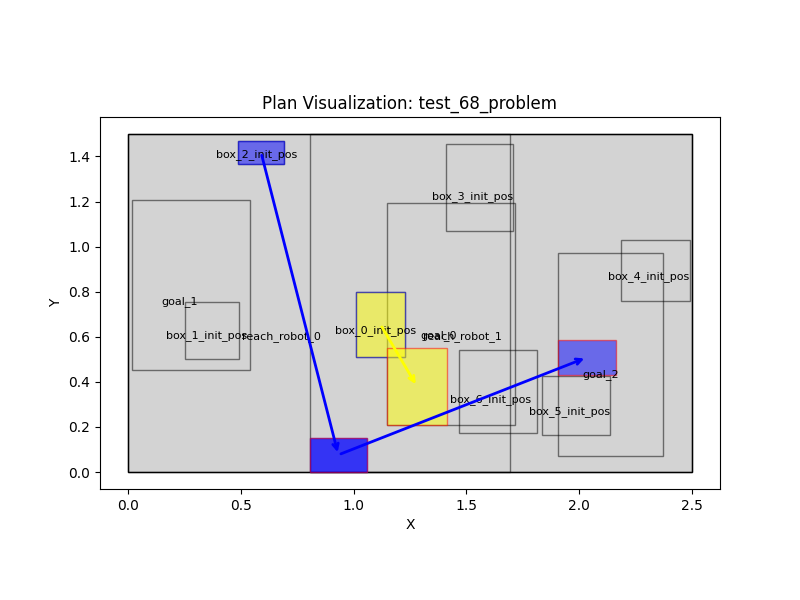 Plan Visualization: test_68_problem
Y
1.4
1.2
1.0
0.8
0.6
0.4
0.2
0.0
box_2_init_pos
box_3_init_pos
box_4_init_pos
goal_1
box_1_init_pos
reach_robot_0
box_0_init_pos
goal_0
reach_robot_1
goal_2
box_6_init_pos
box_5_init_pos
0.0 0.5 1.0 1.5 2.0 2.5
X